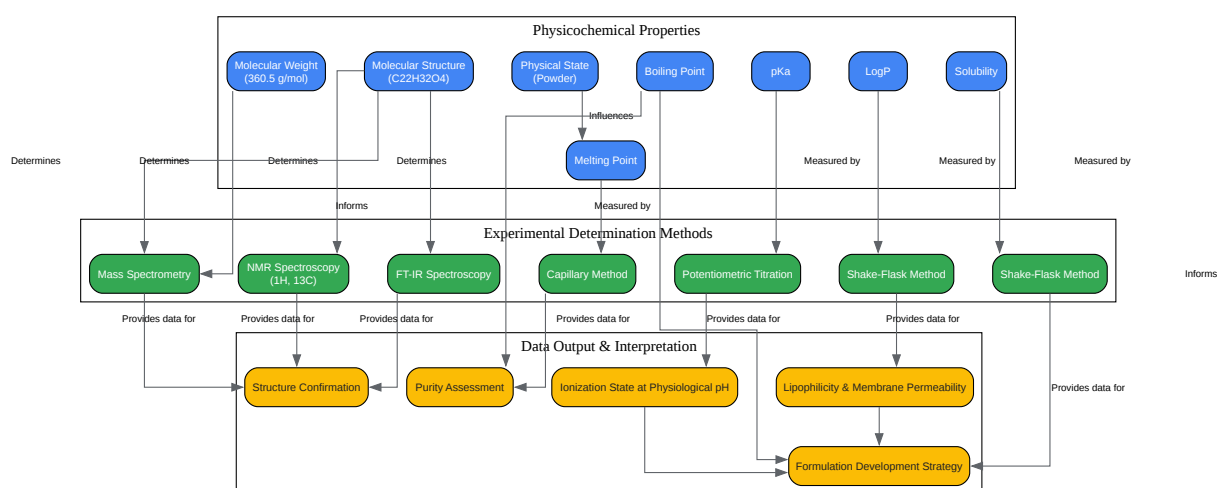 Physicochemical Properties
Molecular Weight
(360.5 g/mol)
Molecular Structure
(C22H32O4)
Physical State
(Powder)
Boiling Point
pKa
LogP
Solubility
Influences
Melting Point
Determines
Determines
Determines
Determines
Measured by
Measured by
Measured by
Informs
Measured by
Experimental Determination Methods
Mass Spectrometry
NMR Spectroscopy
(1H, 13C)
FT-IR Spectroscopy
Capillary Method
Potentiometric Titration
Shake-Flask Method
Shake-Flask Method
Informs
Provides data for
Provides data for
Provides data for
Provides data for
Provides data for
Provides data for
Data Output & Interpretation
Structure Confirmation
Purity Assessment
Ionization State at Physiological pH
Lipophilicity & Membrane Permeability
Provides data for
Formulation Development Strategy